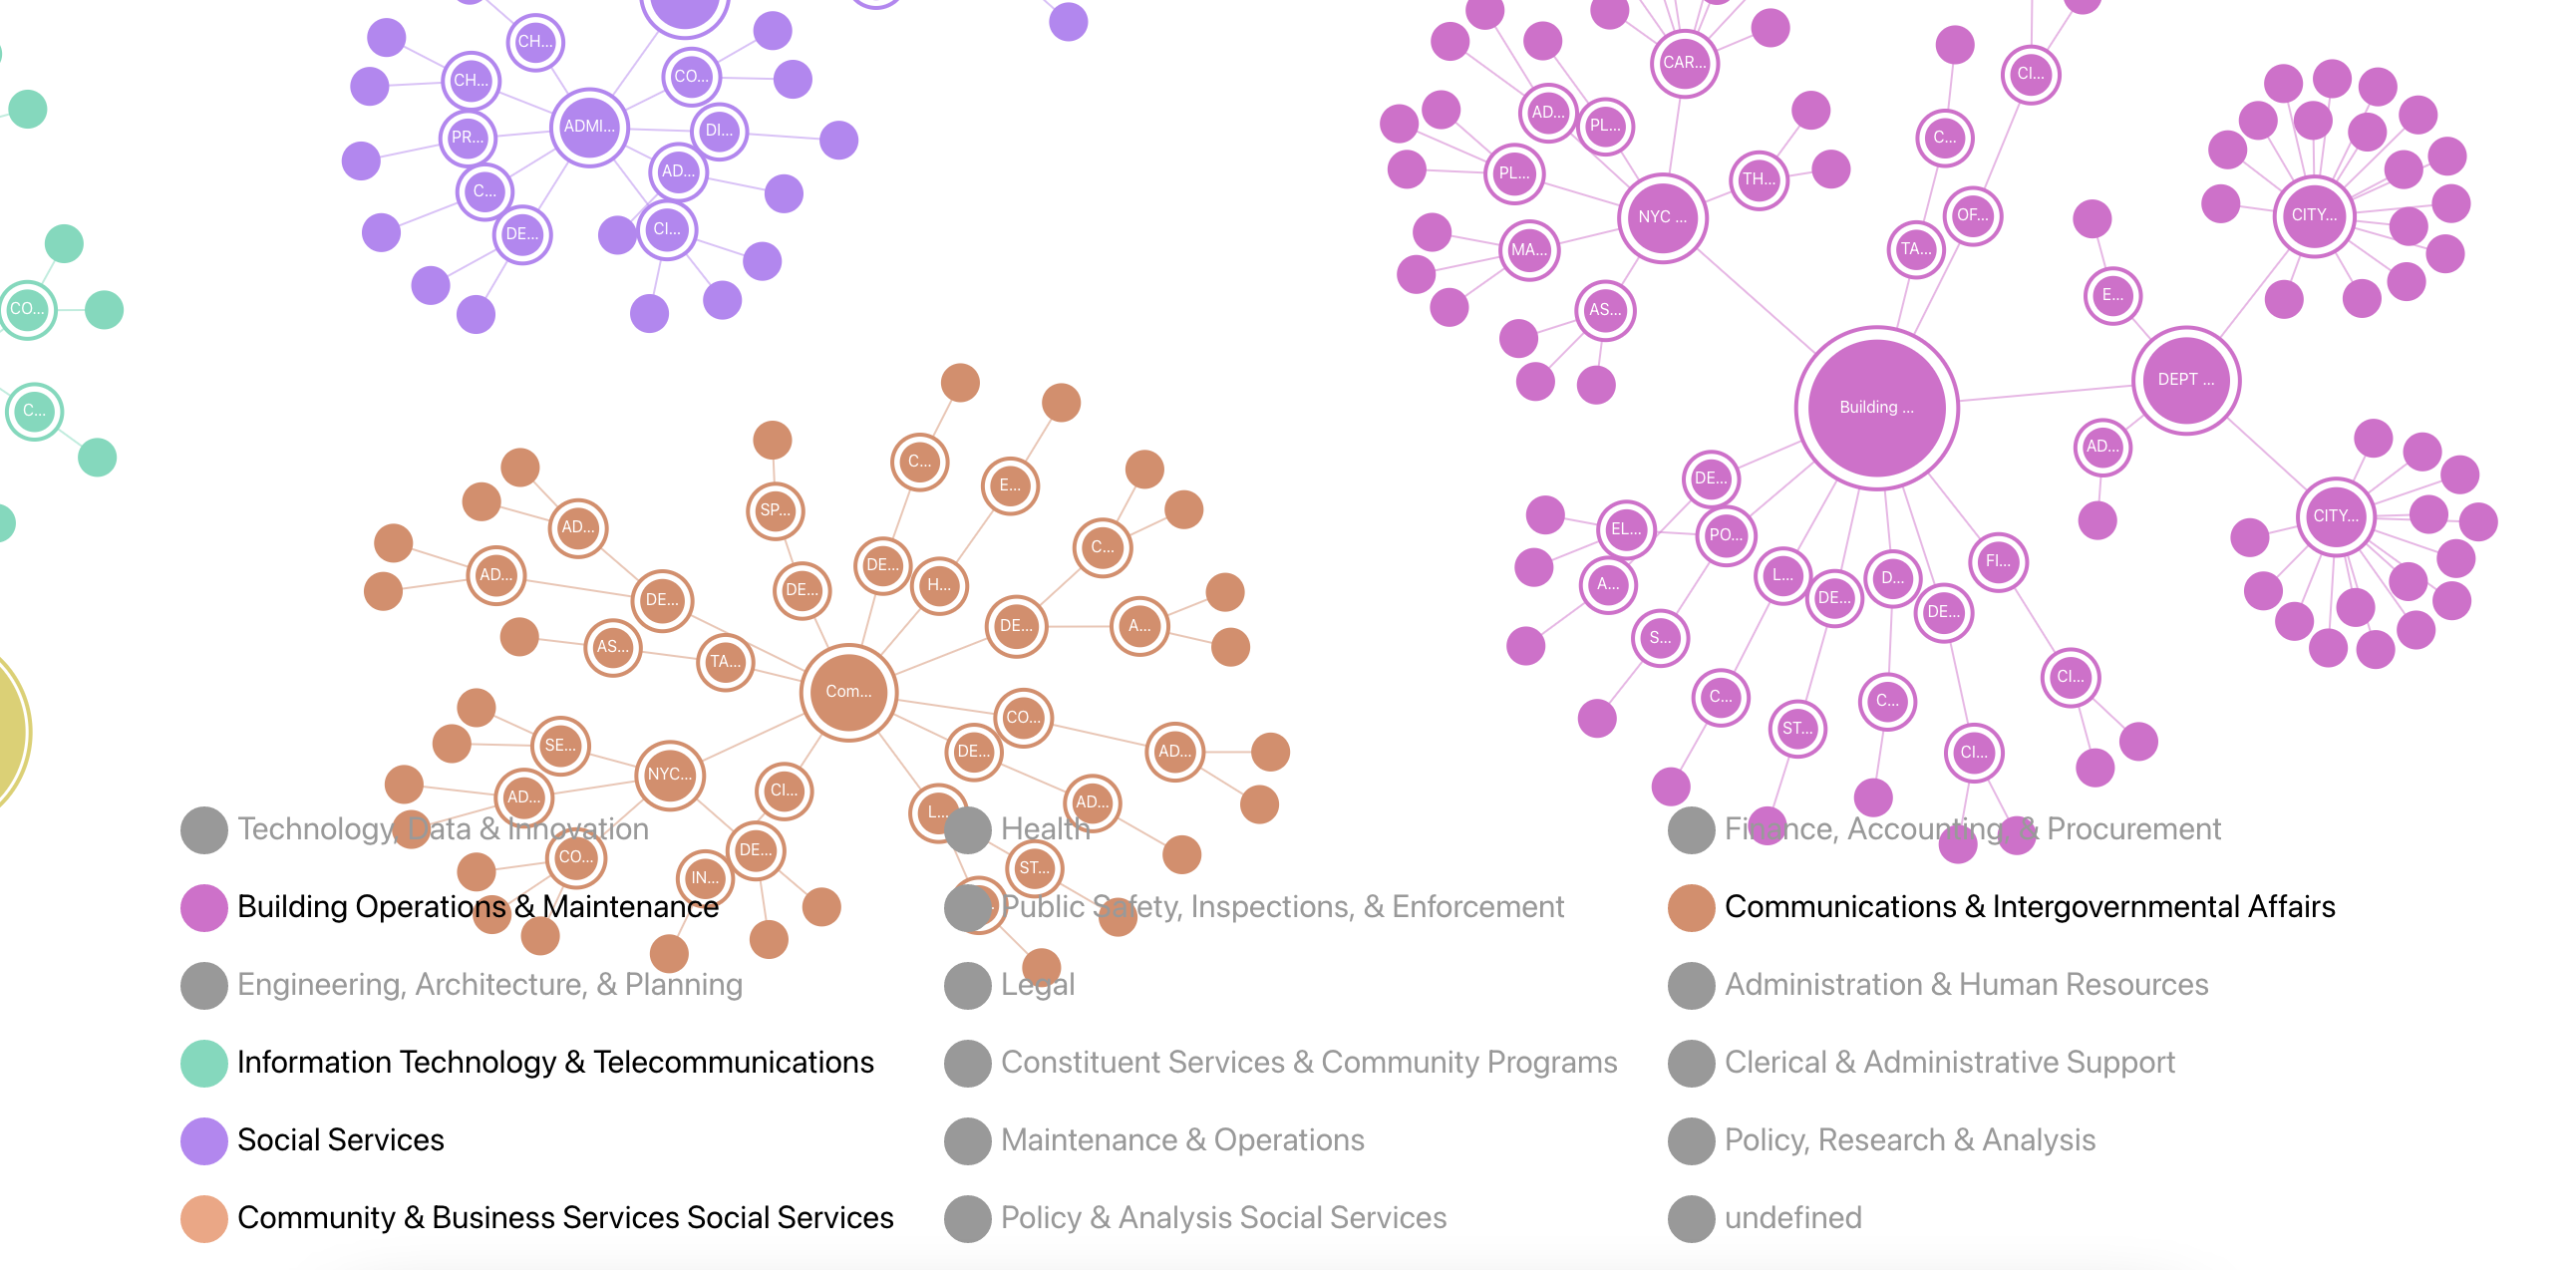 CH...
CH...
CO...
ADMI...
PR...
DI...
AD...
C...
CI...
DE...
CO...
C...
CAR...
CI...
AD...
PL...
C...
PL...
TH...
NYC ...
OF...
CITY...
MA...
TA...
E...
AS...
DEPT ...
Building ...
AD...
DE...
CITY...
EL...
PO...
FI...
L...
D...
A...
DE...
DE...
S...
CI...
C...
C...
ST...
CI...
C...
E...
SP...
AD...
C...
DE...
AD...
H...
DE...
DE...
DE...
A...
AS...
TA...
Com...
CO...
SE...
DE...
AD...
NYC...
CI...
AD...
AD...
L...
DE...
CO...
ST...
IN...
Technology, Data & Innovation
Building Operations & Maintenance
Engineering, Architecture, & Planning
Information Technology & Telecommunications
Social Services
Community & Business Services Social Services
Health
Public Safety, Inspections, & Enforcement
Legal
Constituent Services & Community Programs
Maintenance & Operations
Policy & Analysis Social Services
Finance, Accounting, & Procurement
Communications & Intergovernmental Affairs
Administration & Human Resources
Clerical & Administrative Support
Policy, Research & Analysis
undefined